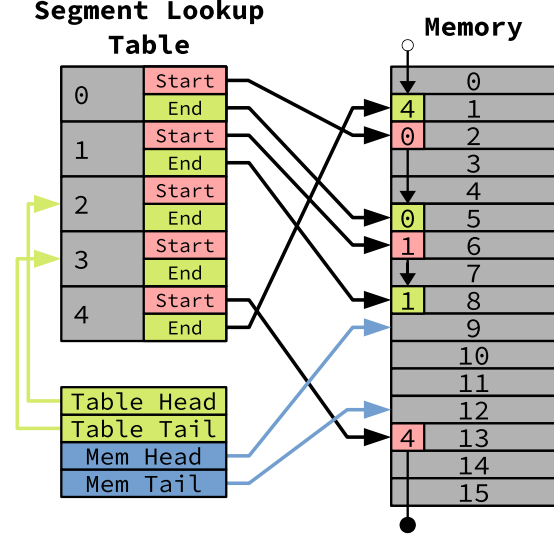 Segment Lookup
Table
Memory
0
Start
End
1
Start
End
2
Start
End
3
Start
End
4
Start
End
Table Head
Table Tail
Mem Head
Mem Tail
0
4 1
0 2
3
4
0 5
1 6
7
1 8
9
10
11
12
4 13
14
15